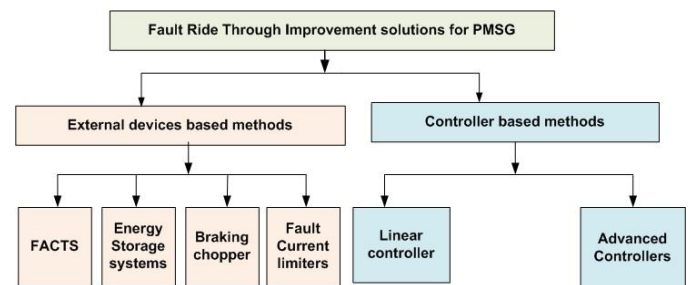 Fault Ride Through Improvement solutions for PMSG
External devices based methods
Controller based methods
FACTS
Energy
Storage
systems
Braking
chopper
Fault
Current
limiters
Linear
controller
Advanced
Controllers